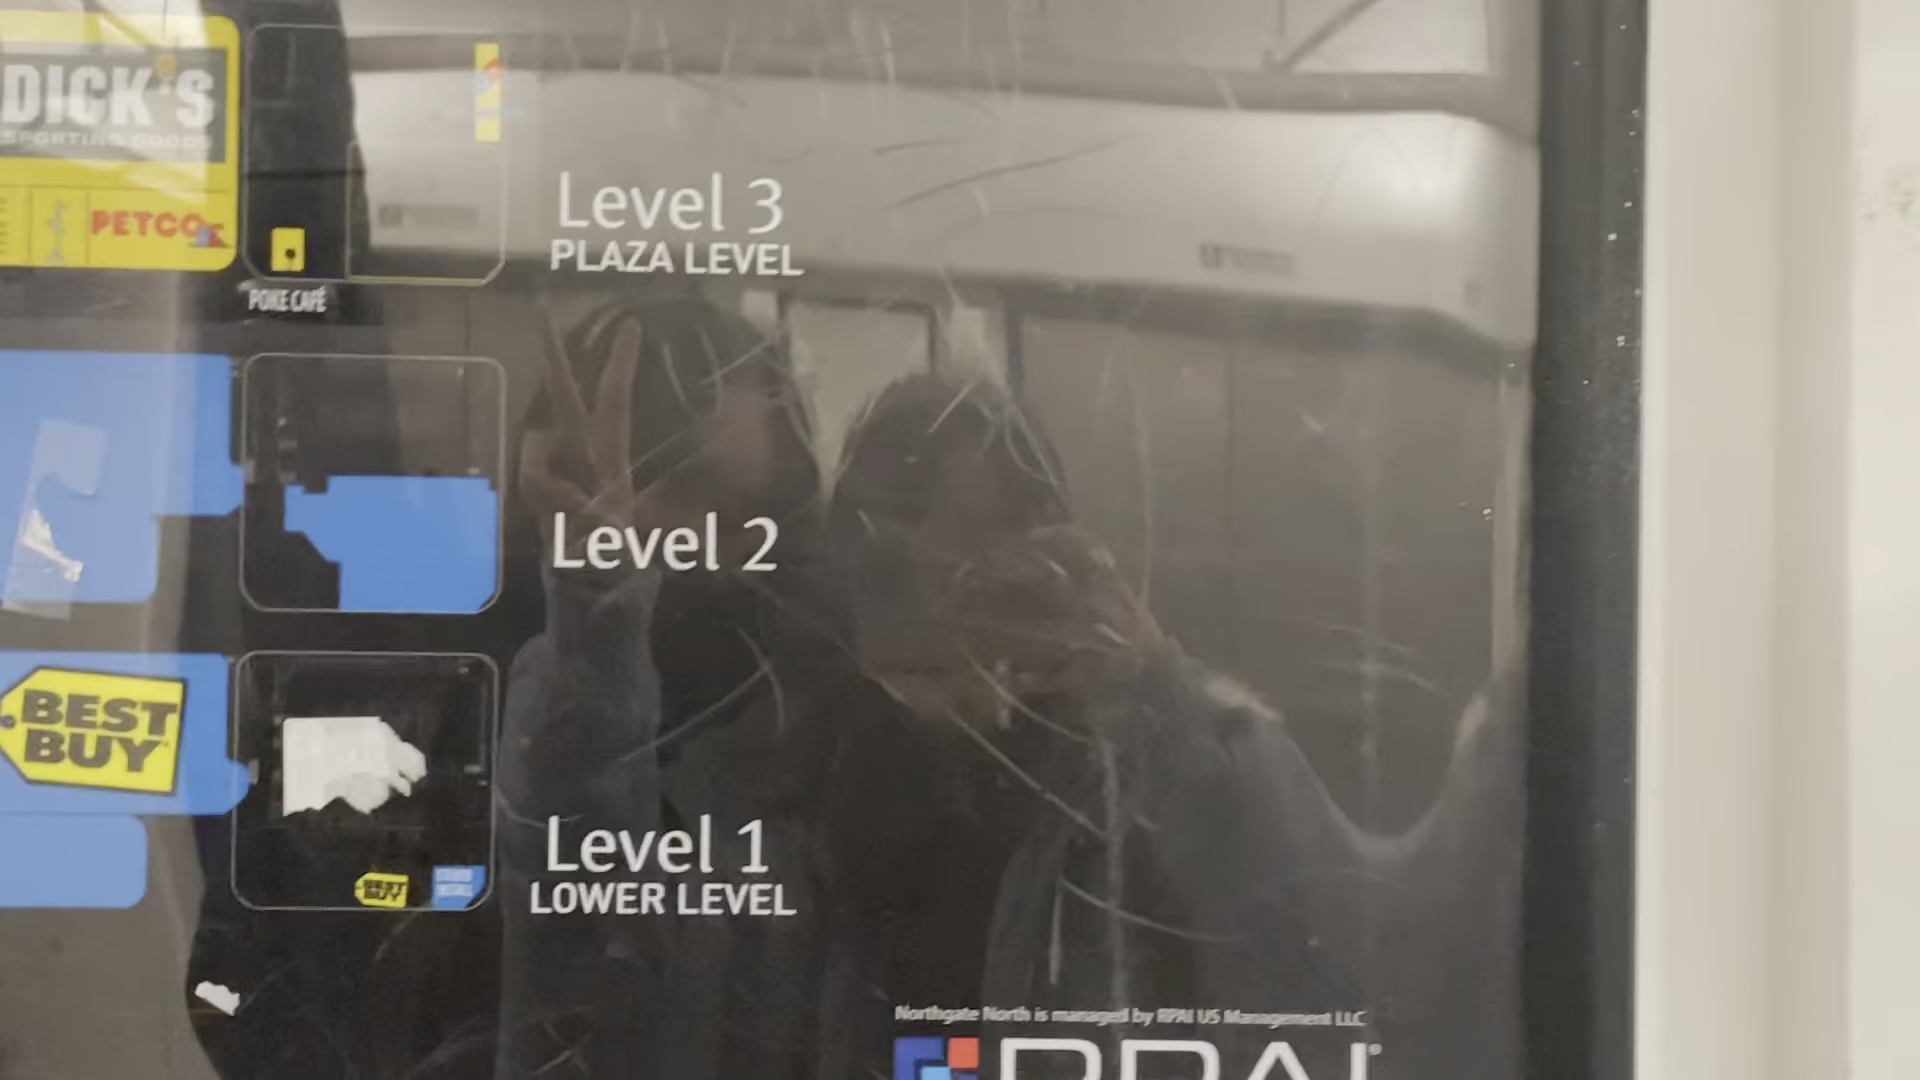 DICK'S
SPORTING GOODS
PETCO
POKE CAFÉ
Level 3
PLAZA LEVEL
Level 2
BEST
BUY
Level 1
LOWER LEVEL
BEST
BUY
Northgate North is managed by RPAI US Management LLC
RPAI